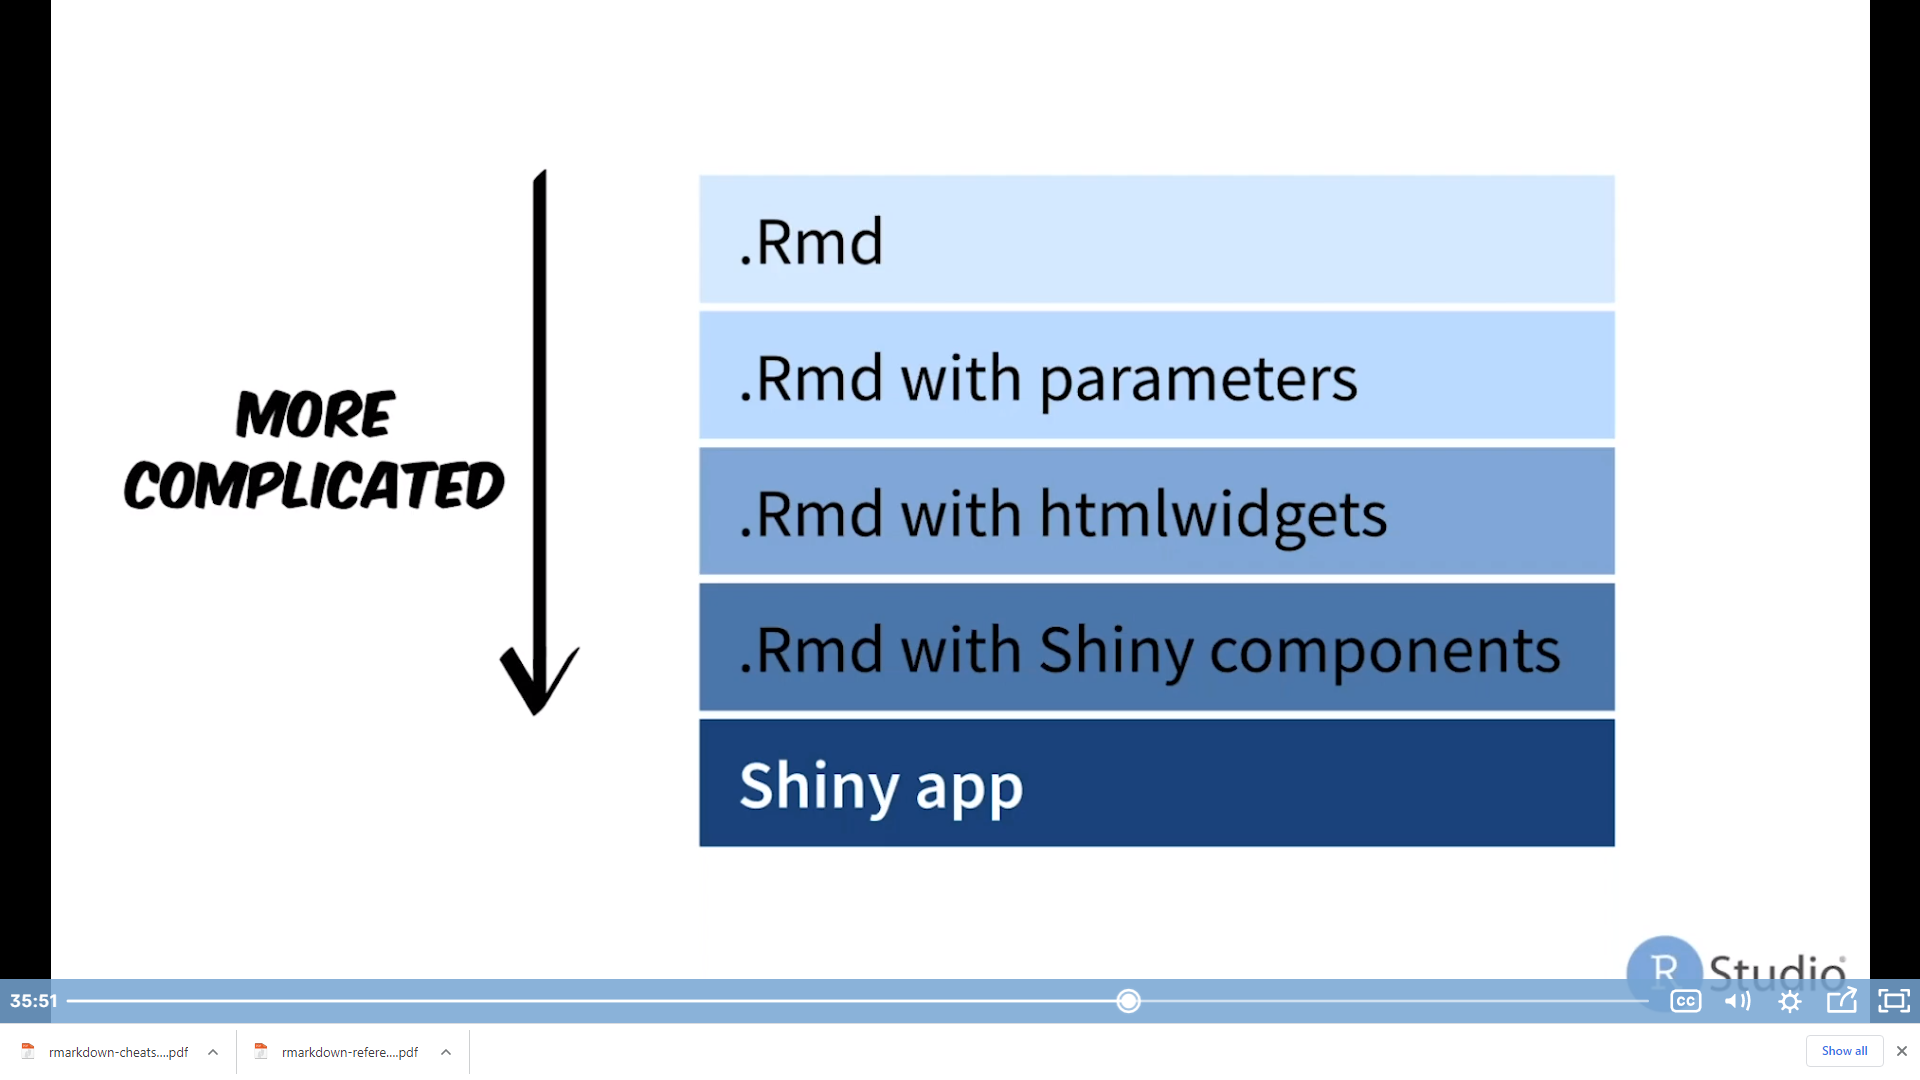 MORE
COMPLICATED
.Rmd
.Rmd with parameters
.Rmd with htmlwidgets
.Rmd with Shiny components
Shiny app
R Studio
35:51
CC
rmarkdown-cheats....pdf
rmarkdown-refere....pdf
Show all